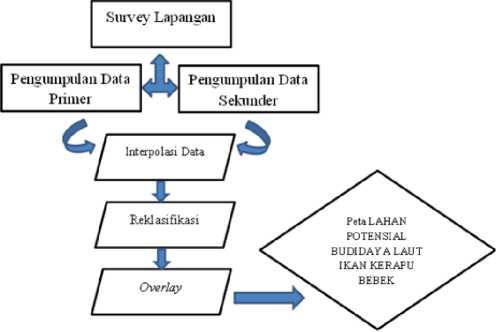 Survey Lapangan
Pengumpulan Data
Primer
Pengumpulan Data
Sekunder
Interpolasi Data
Reklasifikasi
Overlay
Peta LAHAN
POTENSIAL
BUDIDAYA LAUT
IKAN KERAPU
BEBEK